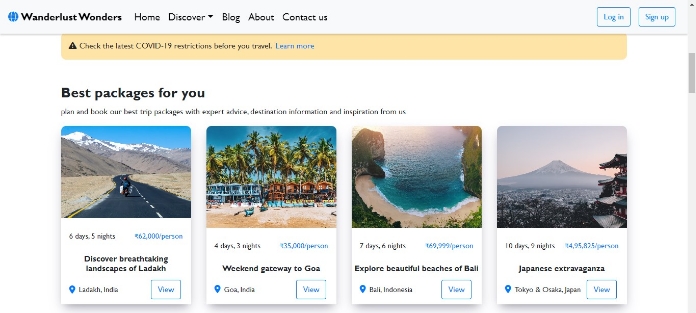 Wanderlust Wonders Home Discover Blog About Contact us Log in Sign up
Check the latest COVID-19 restrictions before you travel. Learn more
Best packages for you
plan and book our best trip packages with expert advice, destination information and inspiration from us
6 days, 5 nights ₹62,000/person
Discover breathtaking
landscapes of Ladakh
Ladakh, India View
4 days, 3 nights ₹35,000/person
Weekend gateway to Goa
Goa, India View
7 days, 6 nights ₹69,999/person
Explore beautiful beaches of Bali
Bali, Indonesia View
10 days, 9 nights ₹4,95,825/person
Japanese extravaganza
Tokyo & Osaka, Japan View